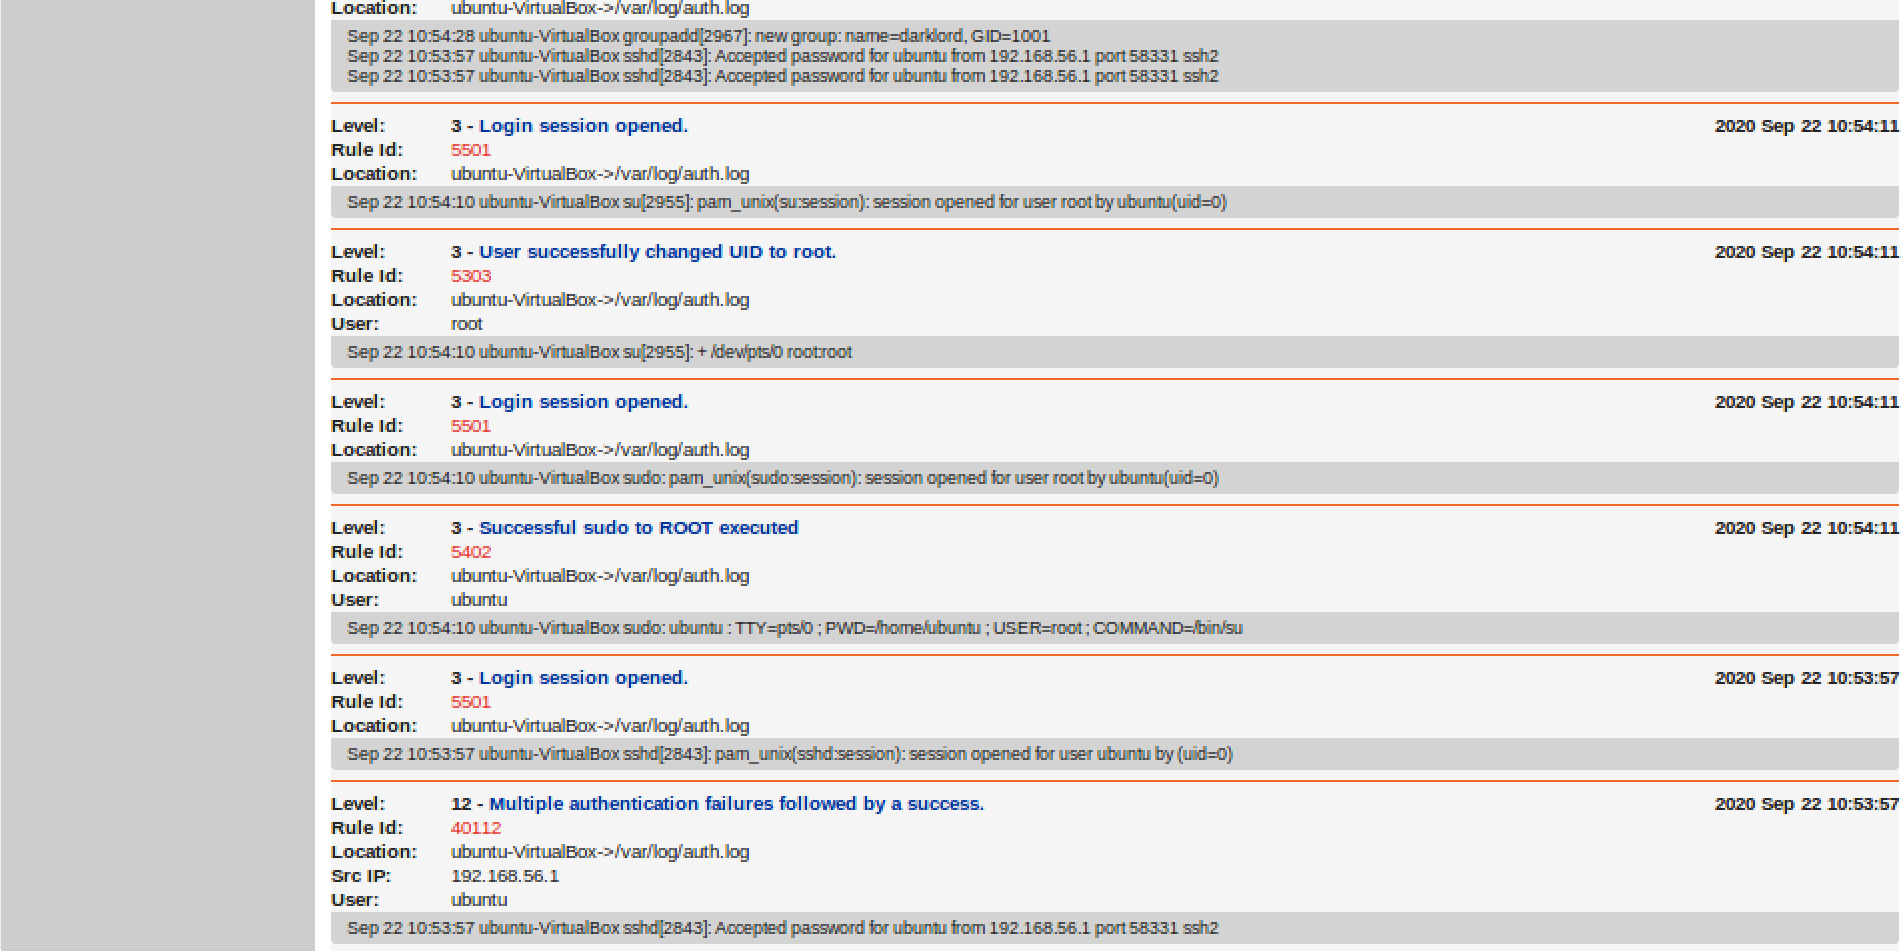 Location: ubuntu-VirtualBox->/var/log/auth.log
Sep 22 10:54:28 ubuntu-VirtualBox groupadd[2967]: new group: name=darklord, GID=1001
Sep 22 10:53:57 ubuntu-VirtualBox sshd[2843]: Accepted password for ubuntu from 192.168.56.1 port 58331 ssh2
Sep 22 10:53:57 ubuntu-VirtualBox sshd[2843]: Accepted password for ubuntu from 192.168.56.1 port 58331 ssh2
Level: 3 - Login session opened. 2020 Sep 22 10:54:11
Rule Id: 5501
Location: ubuntu-VirtualBox->/var/log/auth.log
Sep 22 10:54:10 ubuntu-VirtualBox su[2955]: pam_unix(su:session): session opened for user root by ubuntu(uid=0)
Level: 3 - User successfully changed UID to root. 2020 Sep 22 10:54:11
Rule Id: 5303
Location: ubuntu-VirtualBox->/var/log/auth.log
User: root
Sep 22 10:54:10 ubuntu-VirtualBox su[2955]: + /dev/pts/0 root:root
Level: 3 - Login session opened. 2020 Sep 22 10:54:11
Rule Id: 5501
Location: ubuntu-VirtualBox->/var/log/auth.log
Sep 22 10:54:10 ubuntu-VirtualBox sudo: pam_unix(sudo:session): session opened for user root by ubuntu(uid=0)
Level: 3 - Successful sudo to ROOT executed 2020 Sep 22 10:54:11
Rule Id: 5402
Location: ubuntu-VirtualBox->/var/log/auth.log
User: ubuntu
Sep 22 10:54:10 ubuntu-VirtualBox sudo: ubuntu : TTY=pts/0 ; PWD=/home/ubuntu ; USER=root ; COMMAND=/bin/su
Level: 3 - Login session opened. 2020 Sep 22 10:53:57
Rule Id: 5501
Location: ubuntu-VirtualBox->/var/log/auth.log
Sep 22 10:53:57 ubuntu-VirtualBox sshd[2843]: pam_unix(sshd:session): session opened for user ubuntu by (uid=0)
Level: 12 - Multiple authentication failures followed by a success. 2020 Sep 22 10:53:57
Rule Id: 40112
Location: ubuntu-VirtualBox->/var/log/auth.log
Src IP: 192.168.56.1
User: ubuntu
Sep 22 10:53:57 ubuntu-VirtualBox sshd[2843]: Accepted password for ubuntu from 192.168.56.1 port 58331 ssh2